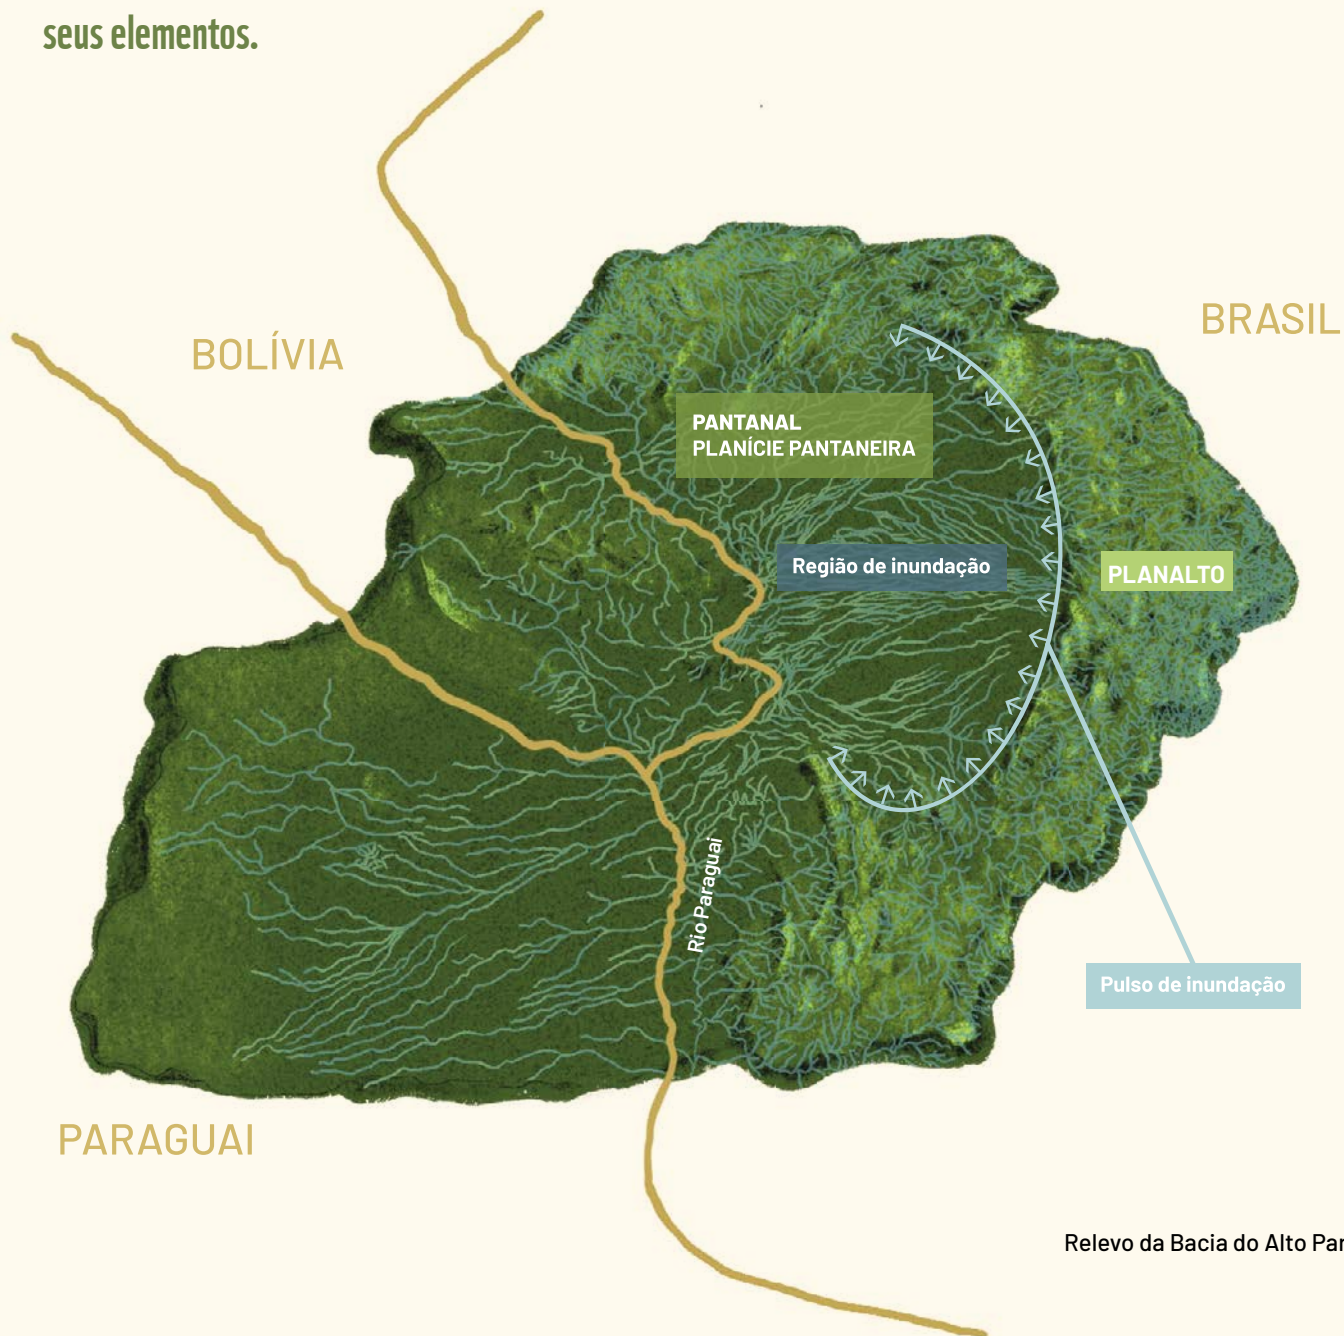 seus elementos.
BRASIL
BOLÍVIA
PANTANAL
PLANÍCIE PANTANEIRA
Região de inundação
PLANALTO
Rio Paraguai
Pulso de inundação
PARAGUAI
Relevo da Bacia do Alto Par